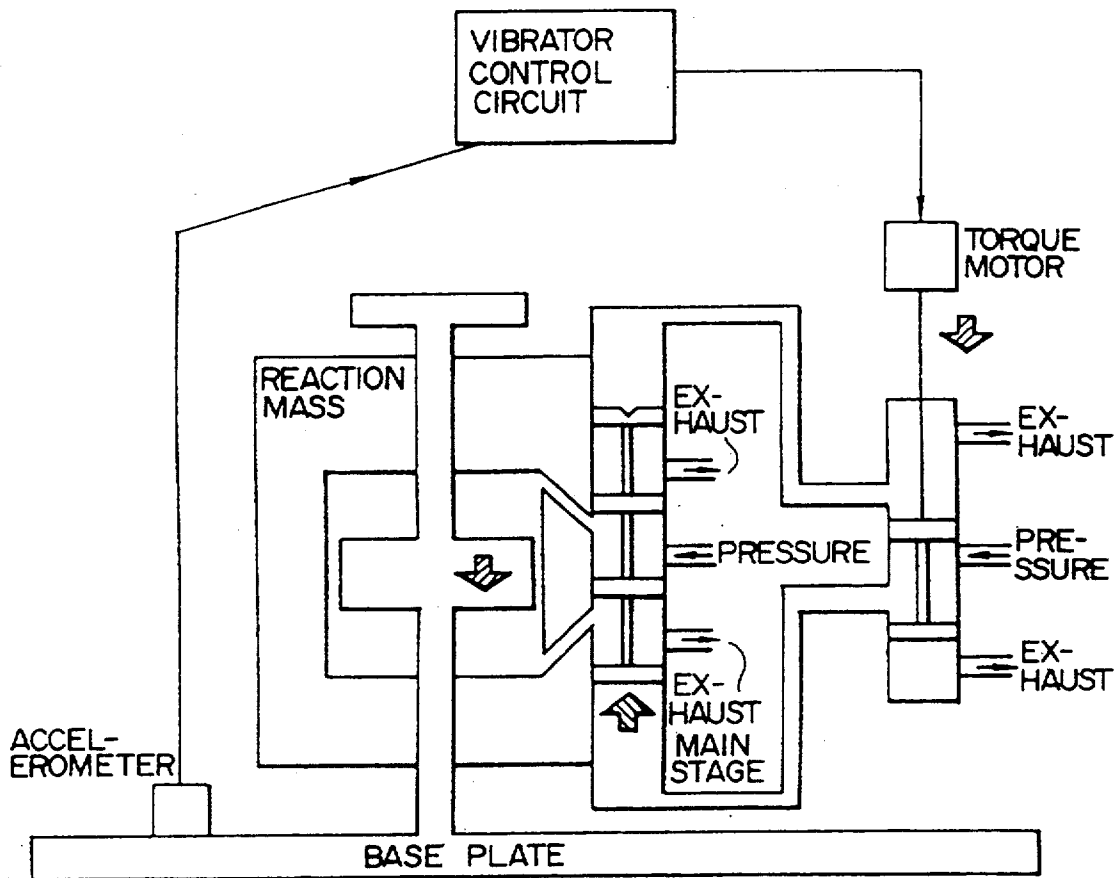 VIBRATOR
CONTROL
CIRCUIT
TORQUE
MOTOR
REACTION
MASS
EX-
HAUST
EX-
HAUST
PRESSURE
PRE-
SSURE
EX-
HAUST
EX-
HAUST
MAIN
STAGE
ACCEL-
EROMETER
BASE PLATE